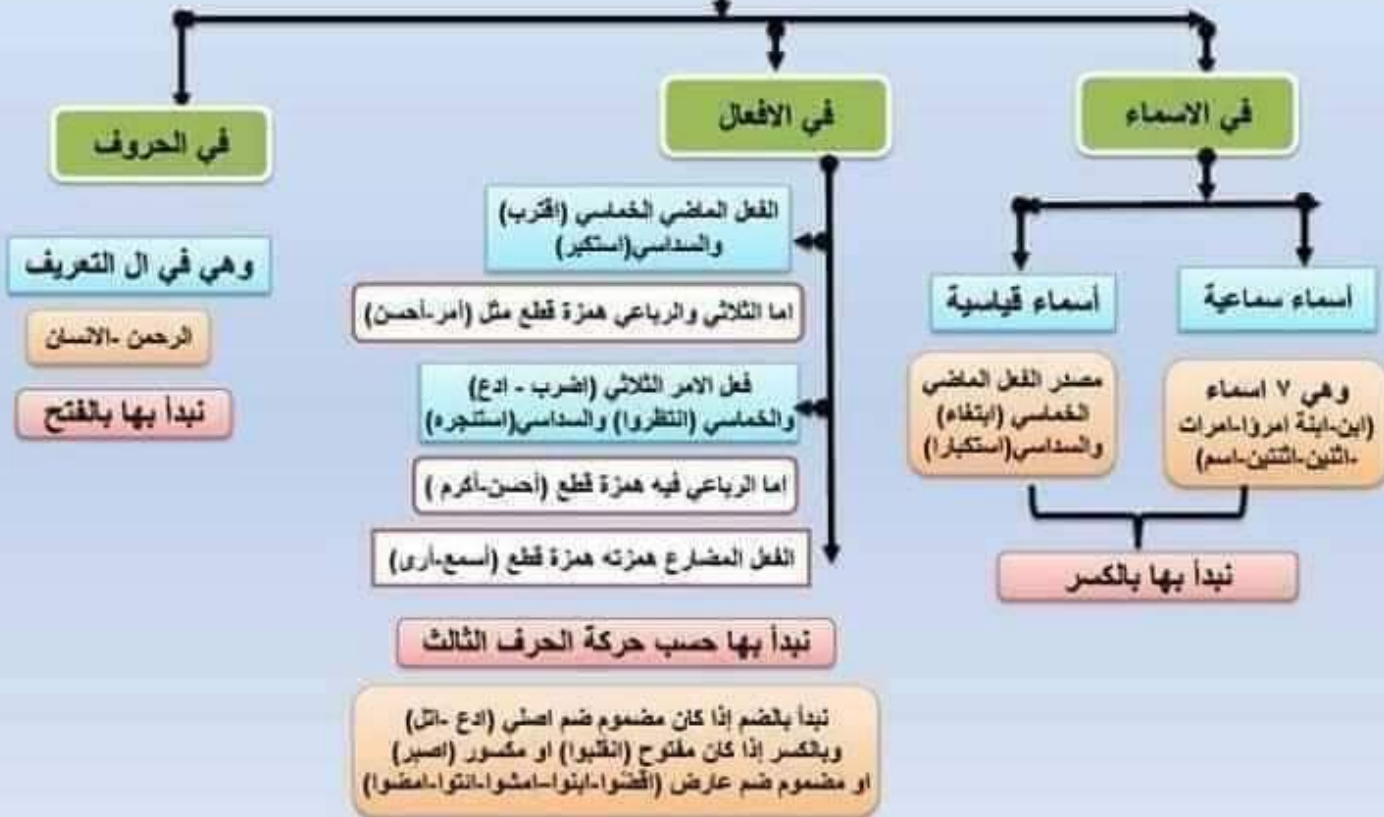 في الاسماء
أسماء سماعية
وهي ٧ اسماء
(ابن-ابنة امرؤا-امرات
-اثنين-اثنتين-اسم)
أسماء قياسية
مصدر الفعل الماضي
الخماسي (ابتغاء)
والسداسي(استكبارا)
نبدأ بها بالكسر
في الافعال
الفعل الماضي الخماسي (اقترب)
والسداسي(استكبر)
اما الثلاثي والرباعي همزة قطع مثل (أمر-أحسن)
فعل الامر الثلاثي (اضرب - ادع)
والخماسي (انتظروا) والسداسي(استنجره)
اما الرباعي فيه همزة قطع (أحسن-أكرم )
الفعل المضارع همزته همزة قطع (أسمع-أرى)
نبدأ بها حسب حركة الحرف الثالث
نبدأ بالضم إذا كان مضموم ضم اصلي (ادع -اتل)
وبالكسر إذا كان مفتوح (انقلبوا) او مكسور (اصبر)
او مضموم ضم عارض (اقضوا-ابنوا-امشوا-ائتوا-امضوا)
في الحروف
وهي في ال التعريف
الرحمن -الانسان
نبدأ بها بالفتح